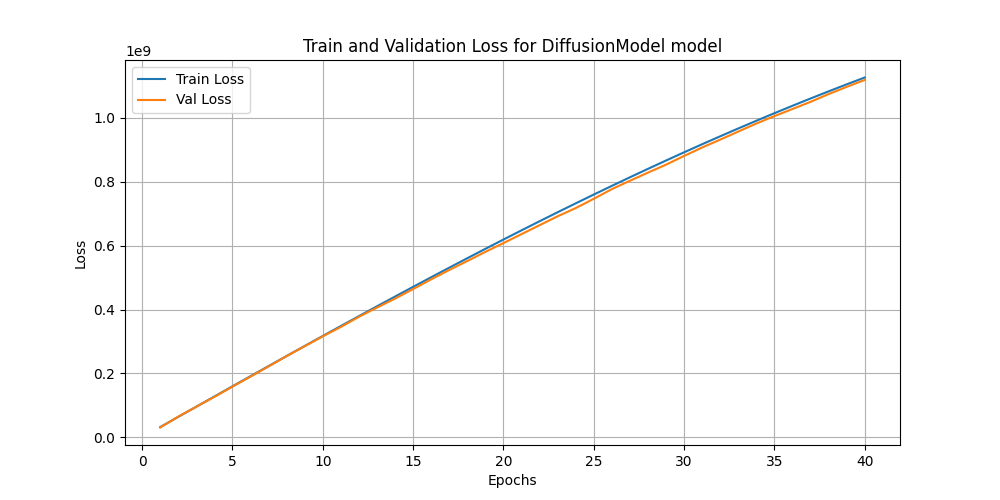 Train and Validation Loss for DiffusionModel model
1e9
Train Loss
Val Loss
1.0
0.8
0.6
0.4
0.2
0.0
Loss
0 5 10 15 20 25 30 35 40
Epochs